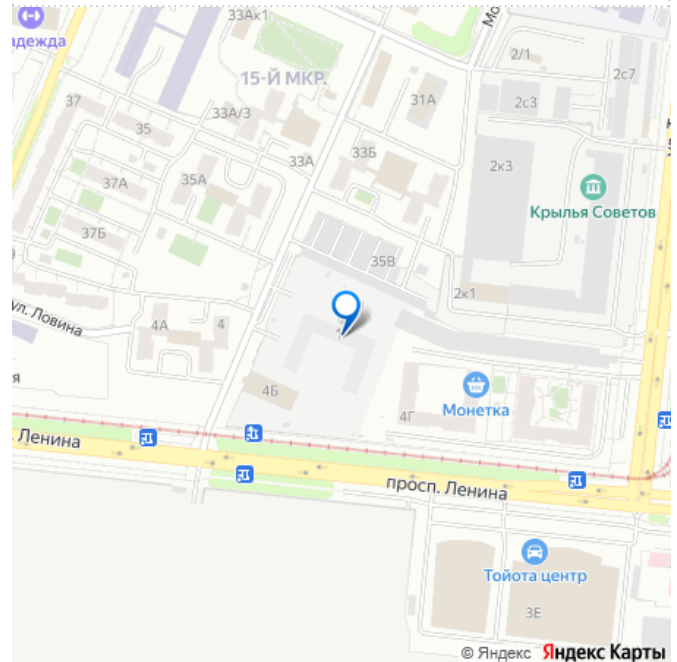 33Ак1
адежда
2/1
2с7
15-Й МКР.
37
31А
2с3
33А/3
35
33А
33Б
2к3
37А
35А
Крылья Советов
37Б
35В
2к1
ул. Ловина
4А
4
4Б
Монетка
4Г
я
Ленина
просп. Ленина
Тойота центр
3Е
© Яндекс Яндекс Карты